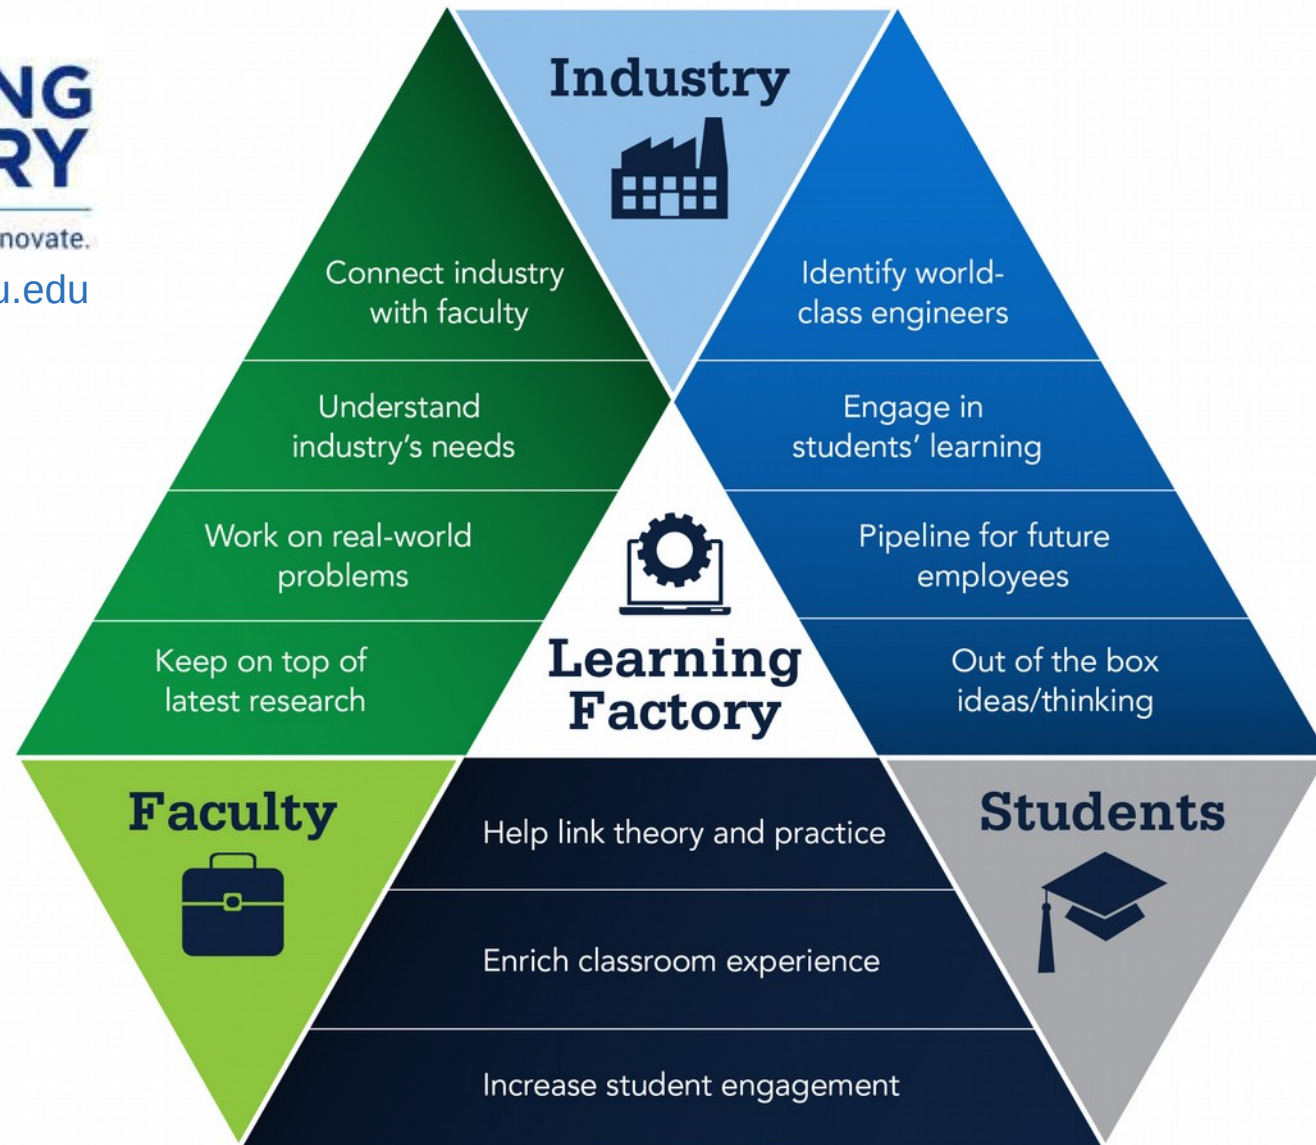 NG
RY
novate.
u.edu
Industry
Connect industry
with faculty
Identify world-
class engineers
Understand
industry’s needs
Engage in
students’ learning
Work on real-world
problems
Pipeline for future
employees
Learning
Factory
Keep on top of
latest research
Out of the box
ideas/thinking
Faculty
Students
Help link theory and practice
Enrich classroom experience
Increase student engagement